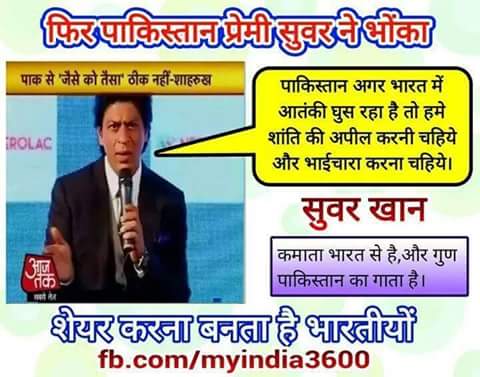 फिर पाकिस्तान प्रेमी सुवर ने भोंका
पाक से 'जैसे को तैसा' ठीक नहीं-शाहरुख
पाकिस्तान अगर भारत में
आतंकी घुस रहा है तो हमे
शांति की अपील करनी चहिये
और भाईचारा करना चहिये।
EROLAC
सुवर खान
कमाता भारत से है,और गुण
पाकिस्तान का गाता है।
आज
तक
सबसे तेज
शेयर करना बनता है भारतीयों
fb.com/myindia3600